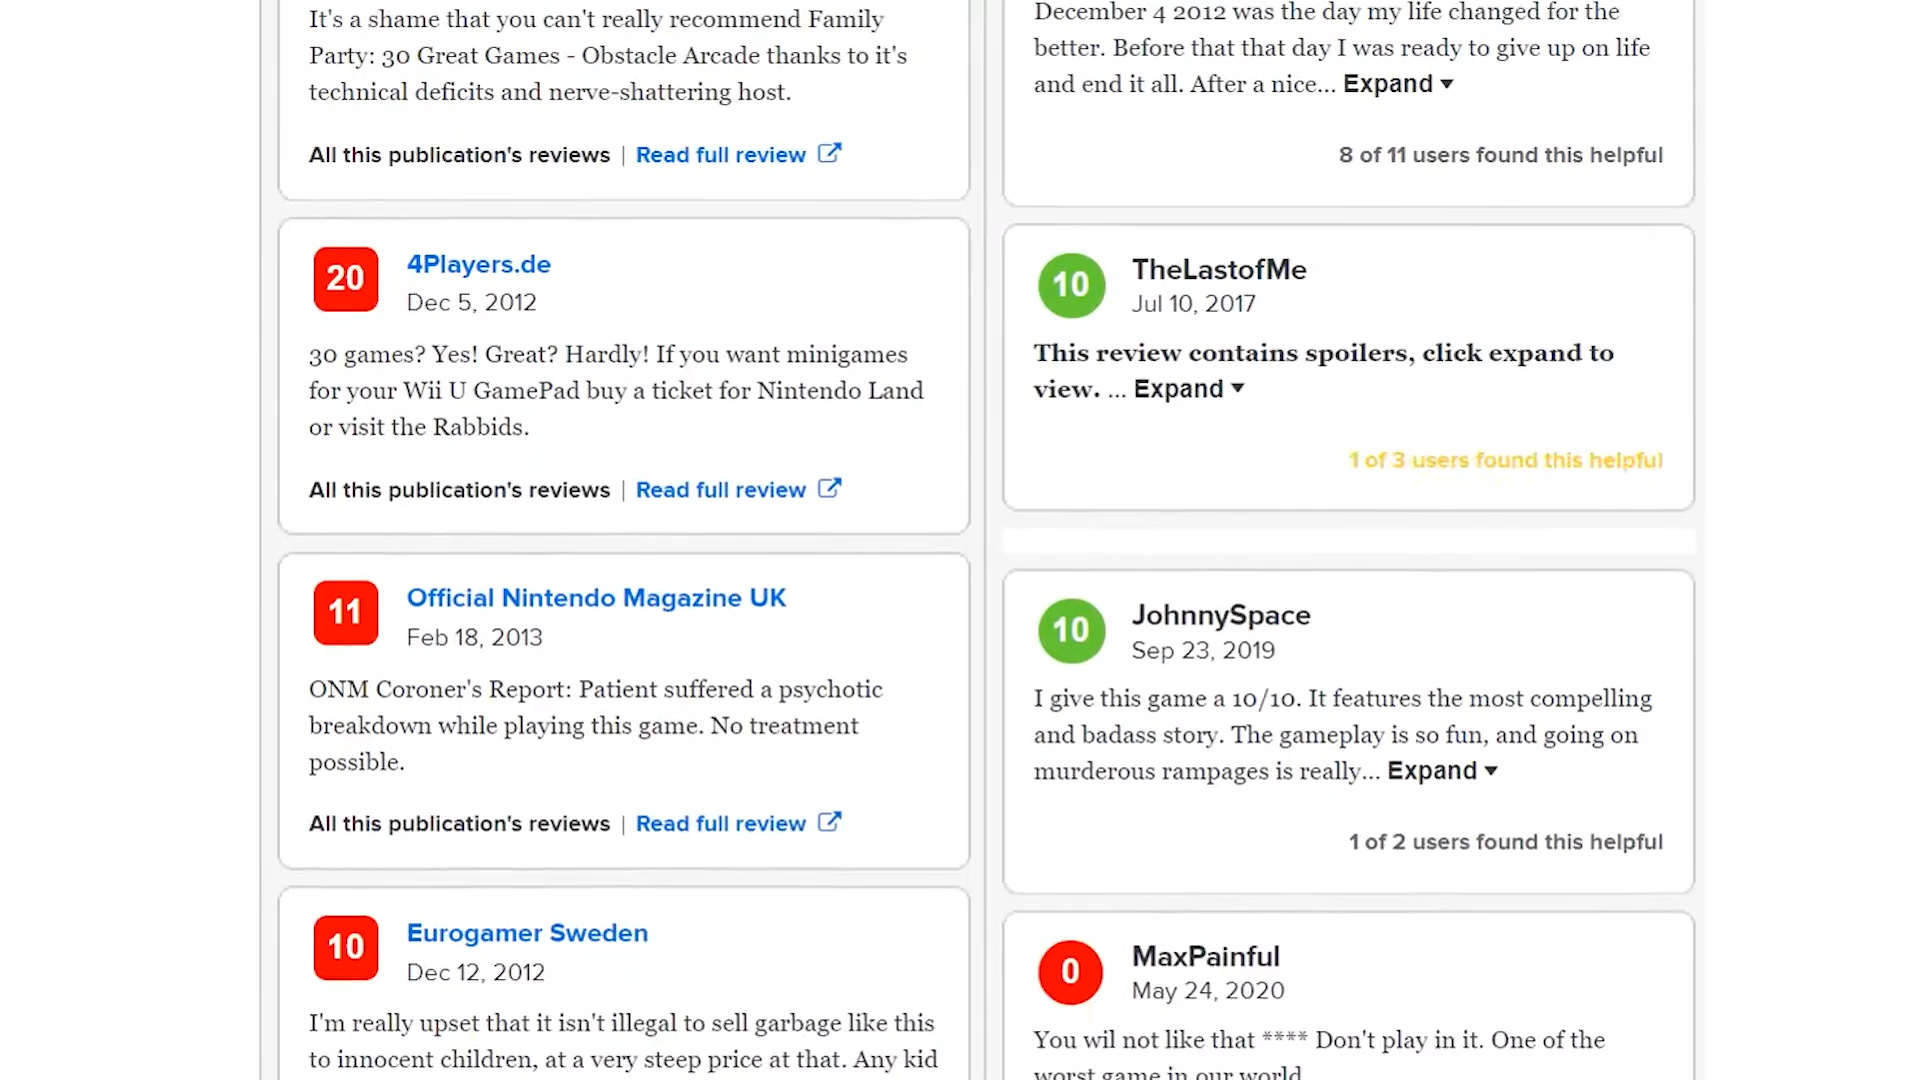 It's a shame that you can't really recommend Family
Party: 30 Great Games - Obstacle Arcade thanks to it's
technical deficits and nerve-shattering host.
All this publication's reviews | Read full review
20
4Players.de
Dec 5, 2012
30 games? Yes! Great? Hardly! If you want minigames
for your Wii U GamePad buy a ticket for Nintendo Land
or visit the Rabbids.
All this publication's reviews | Read full review
11
Official Nintendo Magazine UK
Feb 18, 2013
ONM Coroner's Report: Patient suffered a psychotic
breakdown while playing this game. No treatment
possible.
All this publication's reviews | Read full review
10
Eurogamer Sweden
Dec 12, 2012
I'm really upset that it isn't illegal to sell garbage like this
to innocent children, at a very steep price at that. Any kid
December 4 2012 was the day my life changed for the
better. Before that that day I was ready to give up on life
and end it all. After a nice... Expand
8 of 11 users found this helpful
10
TheLastofMe
Jul 10, 2017
This review contains spoilers, click expand to
view. ... Expand
1 of 3 users found this helpful
10
JohnnySpace
Sep 23, 2019
I give this game a 10/10. It features the most compelling
and badass story. The gameplay is so fun, and going on
murderous rampages is really... Expand
1 of 2 users found this helpful
0
MaxPainful
May 24, 2020
You wil not like that **** Don't play in it. One of the
worst game in our world